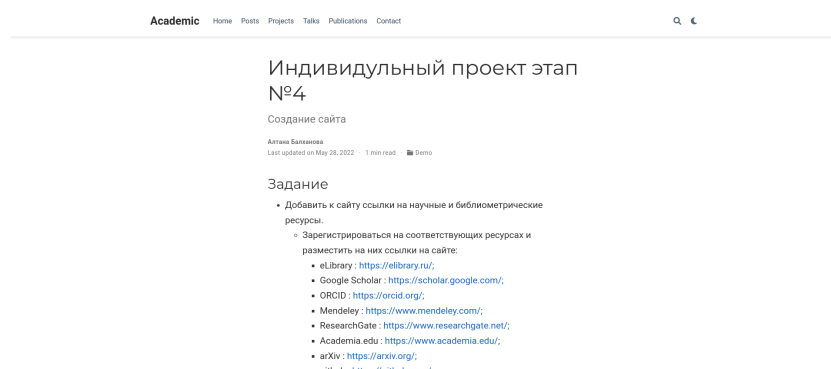 Academic Home Posts Projects Talks Publications Contact
Индивидульный проект этап
№4
Создание сайта
Алтана Балханова
Last updated on May 28, 2022 · 1 min read · Demo
Задание
• Добавить к сайту ссылки на научные и библиометрические
ресурсы.
◦ Зарегистрироваться на соответствующих ресурсах и
разместить на них ссылки на сайте:
▪ eLibrary : https://elibrary.ru/;
▪ Google Scholar : https://scholar.google.com/;
▪ ORCID : https://orcid.org/;
▪ Mendeley : https://www.mendeley.com/;
▪ ResearchGate : https://www.researchgate.net/;
▪ Academia.edu : https://www.academia.edu/;
▪ arXiv : https://arxiv.org/;